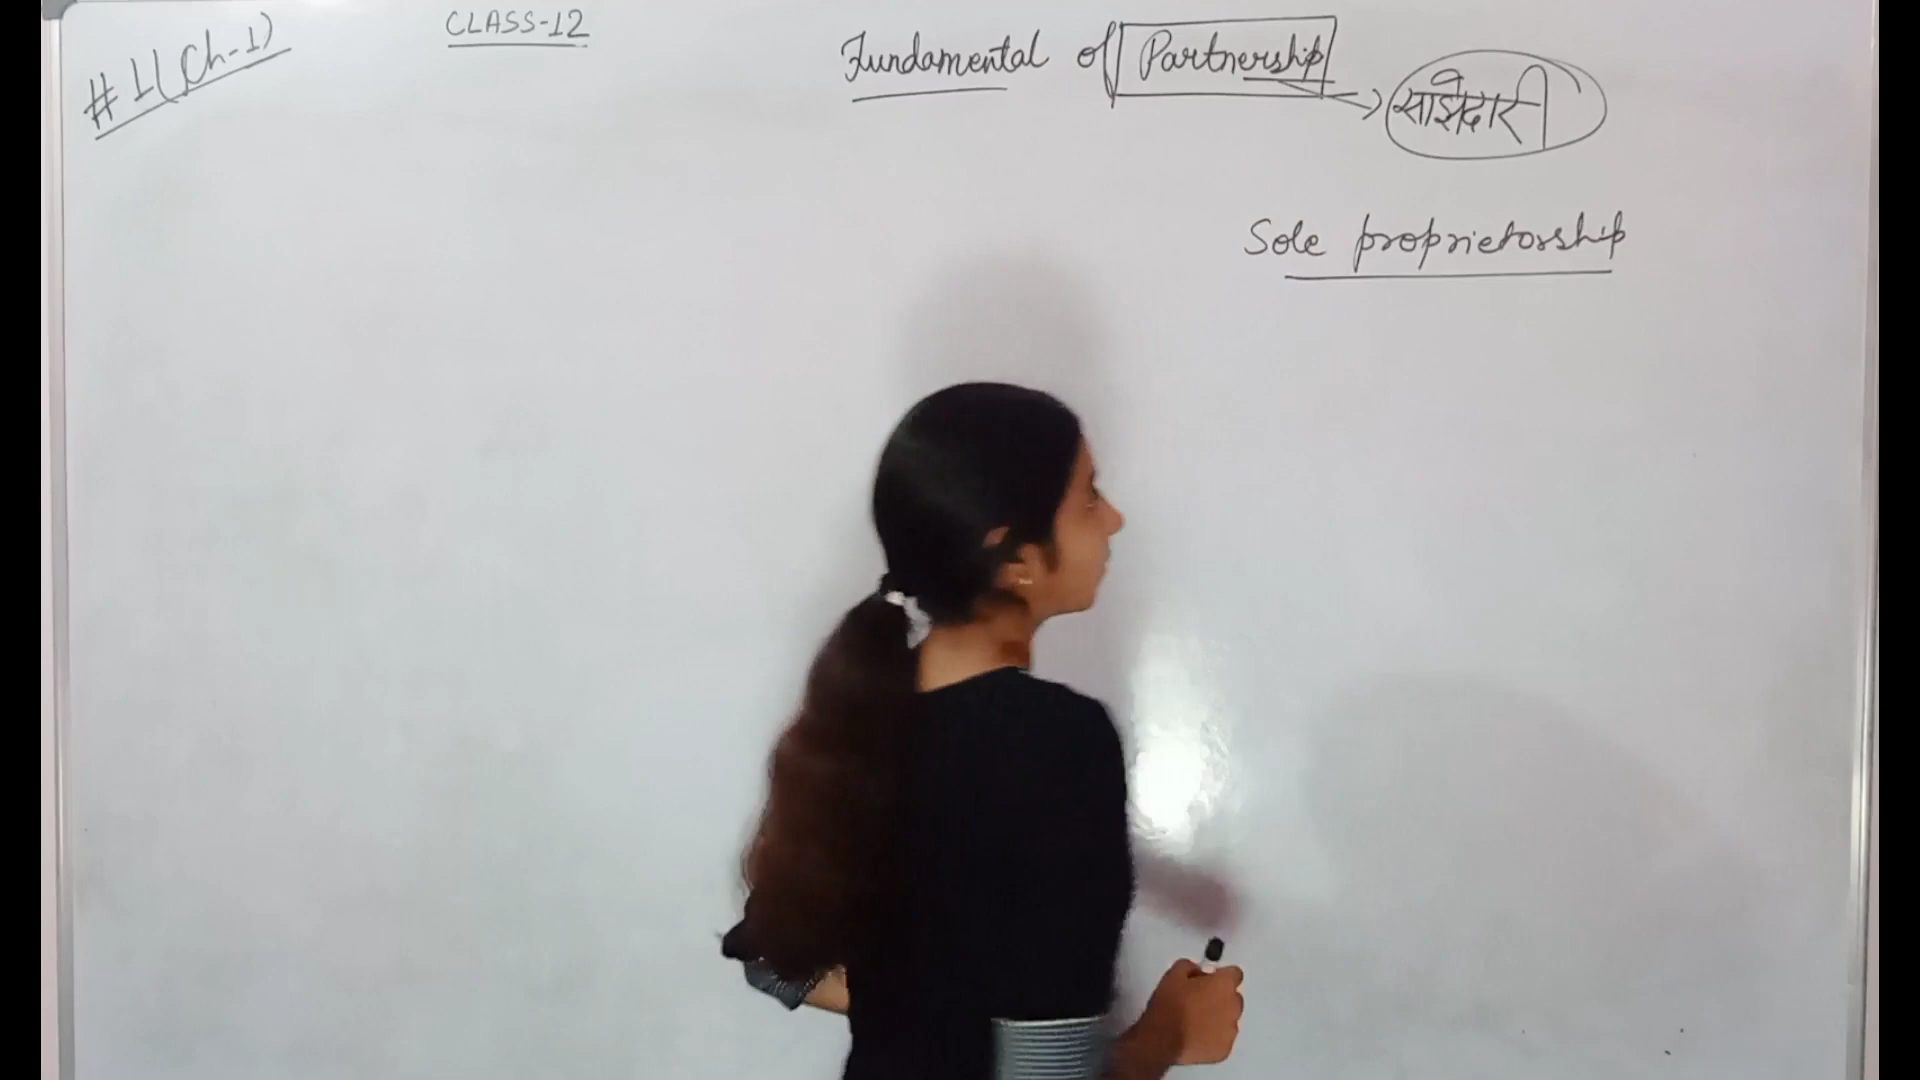 # 1 (Ch-1)
CLASS-12
Fundamental of Partnership
साझेदारी
Sole proprietorship